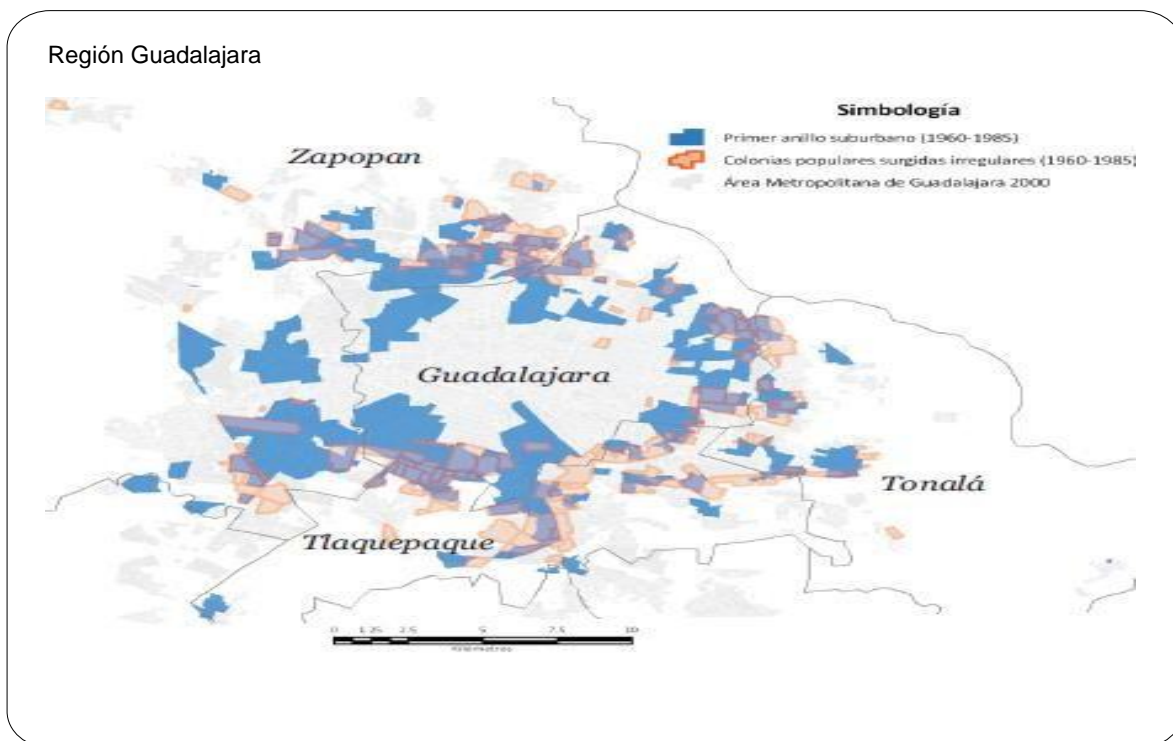 Región Guadalajara
Simbología
Primer anillo suburbano (1960-1985)
Colonias populares surgidas irregulares (1960-1985)
Área Metropolitana de Guadalajara 2000
Zapopan
Guadalajara
Tonalá
Tlaquepaque
0 1.25 2.5 5 7.5 10
Kilómetros